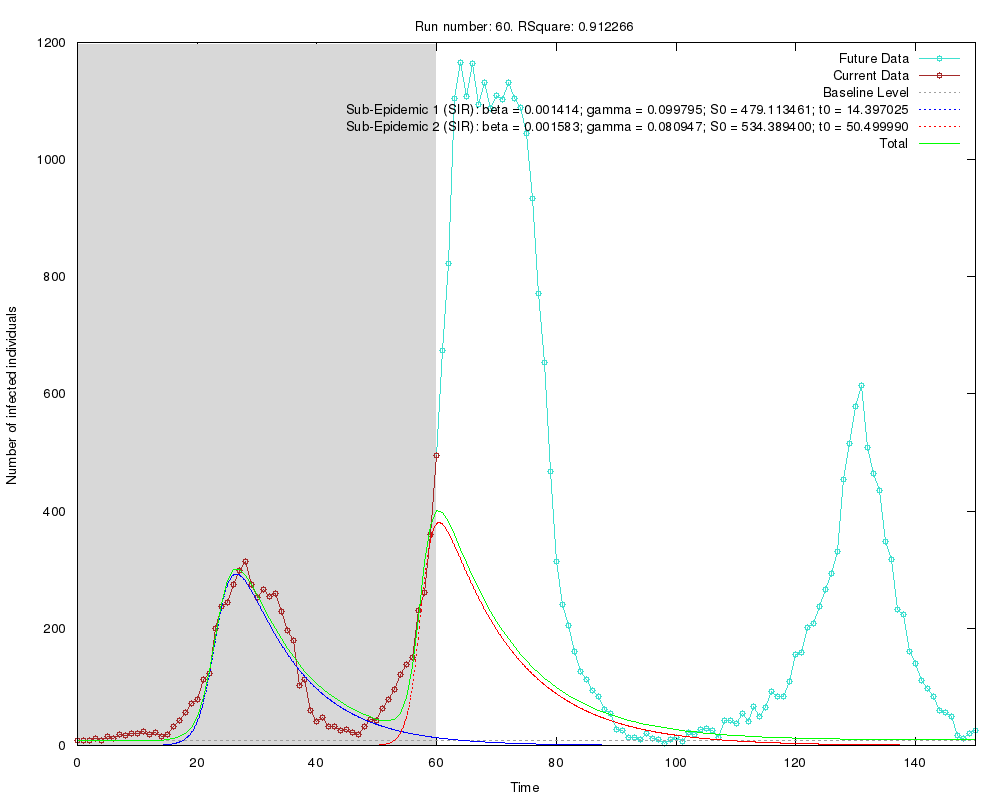 Run number: 60. RSquare: 0.912266
1200
1000
800
600
400
200
0
Number of infected individuals
Future Data
Current Data
Baseline Level
Sub-Epidemic 1 (SIR): beta = 0.001414; gamma = 0.099795; S0 = 479.113461; t0 = 14.397025
Sub-Epidemic 2 (SIR): beta = 0.001583; gamma = 0.080947; S0 = 534.389400; t0 = 50.499990
Total
0 20 40 60 80 100 120 140
Time